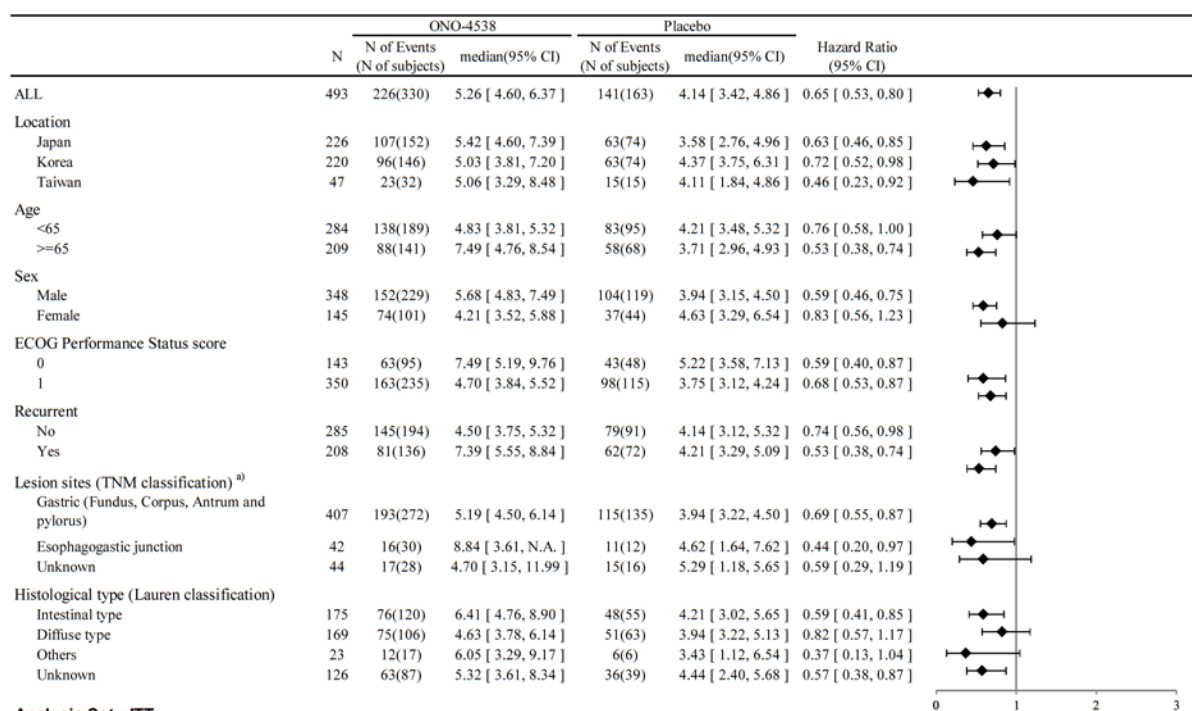 ONO-4538 Placebo
N N of Events (N of subjects) median(95% CI) N of Events (N of subjects) median(95% CI) Hazard Ratio (95% CI)
ALL 493 226(330) 5.26 [ 4.60, 6.37 ] 141(163) 4.14 [ 3.42, 4.86 ] 0.65 [ 0.53, 0.80 ]
Location
Japan 226 107(152) 5.42 [ 4.60, 7.39 ] 63(74) 3.58 [ 2.76, 4.96 ] 0.63 [ 0.46, 0.85 ]
Korea 220 96(146) 5.03 [ 3.81, 7.20 ] 63(74) 4.37 [ 3.75, 6.31 ] 0.72 [ 0.52, 0.98 ]
Taiwan 47 23(32) 5.06 [ 3.29, 8.48 ] 15(15) 4.11 [ 1.84, 4.86 ] 0.46 [ 0.23, 0.92 ]
Age
<65 284 138(189) 4.83 [ 3.81, 5.32 ] 83(95) 4.21 [ 3.48, 5.32 ] 0.76 [ 0.58, 1.00 ]
>=65 209 88(141) 7.49 [ 4.76, 8.54 ] 58(68) 3.71 [ 2.96, 4.93 ] 0.53 [ 0.38, 0.74 ]
Sex
Male 348 152(229) 5.68 [ 4.83, 7.49 ] 104(119) 3.94 [ 3.15, 4.50 ] 0.59 [ 0.46, 0.75 ]
Female 145 74(101) 4.21 [ 3.52, 5.88 ] 37(44) 4.63 [ 3.29, 6.54 ] 0.83 [ 0.56, 1.23 ]
ECOG Performance Status score
0 143 63(95) 7.49 [ 5.19, 9.76 ] 43(48) 5.22 [ 3.58, 7.13 ] 0.59 [ 0.40, 0.87 ]
1 350 163(235) 4.70 [ 3.84, 5.52 ] 98(115) 3.75 [ 3.12, 4.24 ] 0.68 [ 0.53, 0.87 ]
Recurrent
No 285 145(194) 4.50 [ 3.75, 5.32 ] 79(91) 4.14 [ 3.12, 5.32 ] 0.74 [ 0.56, 0.98 ]
Yes 208 81(136) 7.39 [ 5.55, 8.84 ] 62(72) 4.21 [ 3.29, 5.09 ] 0.53 [ 0.38, 0.74 ]
Lesion sites (TNM classification) a)
Gastric (Fundus, Corpus, Antrum and
pylorus) 407 193(272) 5.19 [ 4.50, 6.14 ] 115(135) 3.94 [ 3.22, 4.50 ] 0.69 [ 0.55, 0.87 ]
Esophagogastic junction 42 16(30) 8.84 [ 3.61, N.A. ] 11(12) 4.62 [ 1.64, 7.62 ] 0.44 [ 0.20, 0.97 ]
Unknown 44 17(28) 4.70 [ 3.15, 11.99 ] 15(16) 5.29 [ 1.18, 5.65 ] 0.59 [ 0.29, 1.19 ]
Histological type (Lauren classification)
Intestinal type 175 76(120) 6.41 [ 4.76, 8.90 ] 48(55) 4.21 [ 3.02, 5.65 ] 0.59 [ 0.41, 0.85 ]
Diffuse type 169 75(106) 4.63 [ 3.78, 6.14 ] 51(63) 3.94 [ 3.22, 5.13 ] 0.82 [ 0.57, 1.17 ]
Others 23 12(17) 6.05 [ 3.29, 9.17 ] 6(6) 3.43 [ 1.12, 6.54 ] 0.37 [ 0.13, 1.04 ]
Unknown 126 63(87) 5.32 [ 3.61, 8.34 ] 36(39) 4.44 [ 2.40, 5.68 ] 0.57 [ 0.38, 0.87 ]
0 1 2 3